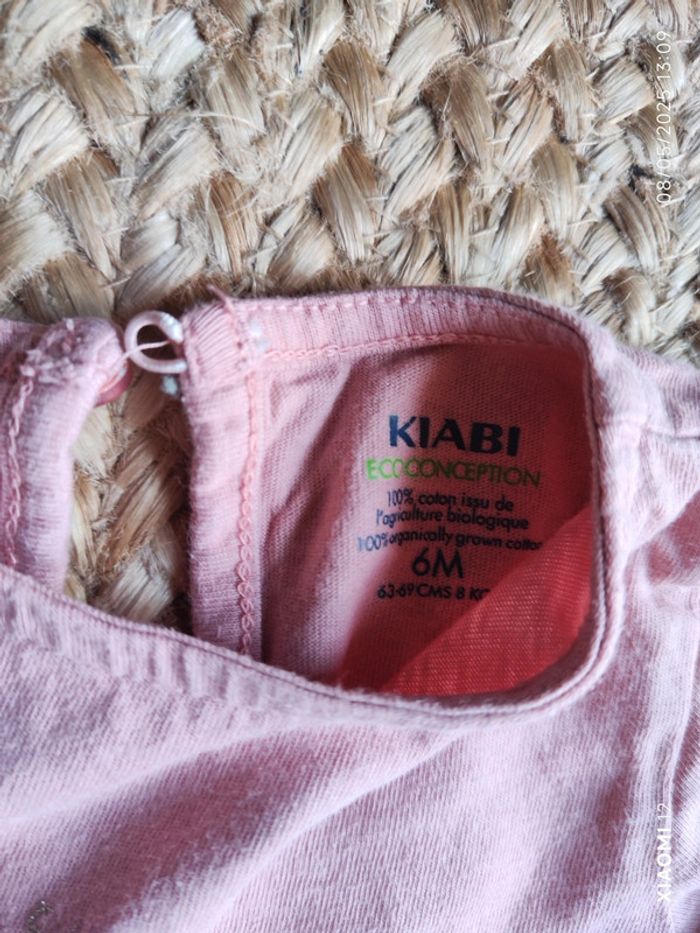 08/05/2025 13:09
KIABI
ECOCONCEPTION
100% coton issu de
l'agriculture biologique
100% organically grown cotton
6M
63-69 CMS 8 KG
XIAOMI 12